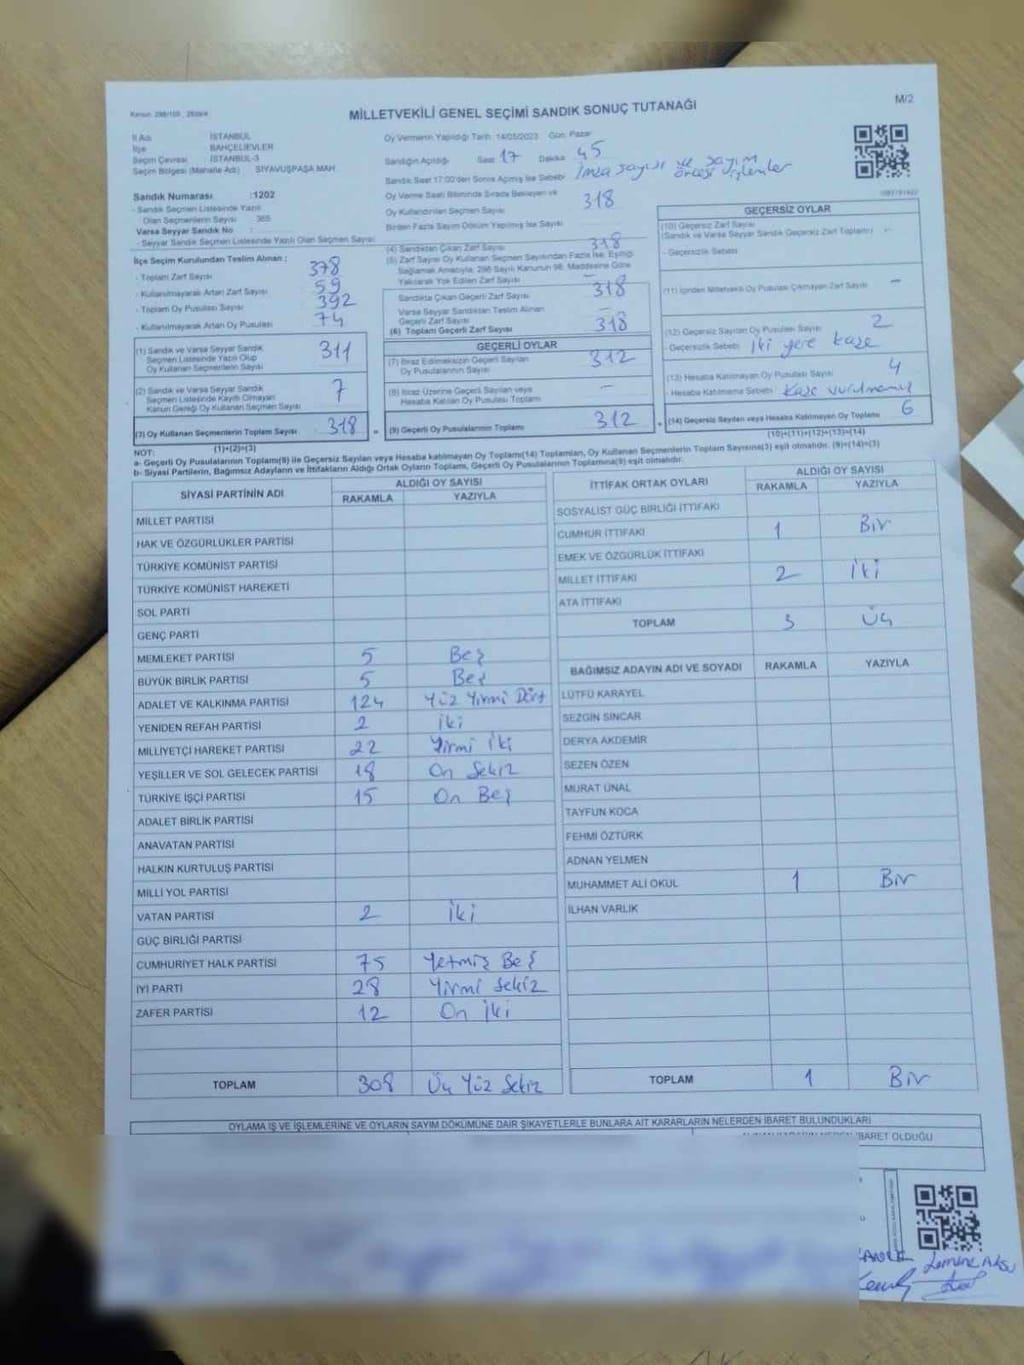 Kanun: 298/105 , 2839/4
M/2
MİLLETVEKİLİ GENEL SEÇİMİ SANDIK SONUÇ TUTANAĞI
İl Adı İSTANBUL
İlçe BAHÇELİEVLER
Seçim Çevresi İSTANBUL-3
Seçim Bölgesi (Mahalle Adı) SİYAVUŞPAŞA MAH.
Sandık Numarası :1202
- Sandık Seçmen Listesinde Yazılı
Olan Seçmenlerin Sayısı 365
Varsa Seyyar Sandık No :
- Seyyar Sandık Seçmen Listesinde Yazılı Olan Seçmen Sayısı:
Oy Vermenin Yapıldığı Tarih: 14/05/2023 Gün: Pazar
Sandığın Açıldığı Saat 17 Dakika 45
Sandık Saat 17:00'den Sonra Açılmış İse Sebebi: İmza sayısı ve sayım öncesi işlemler
Oy Verme Saati Bitiminde Sırada Bekleyen ve
Oy Kullandırılan Seçmen Sayısı 318
Birden Fazla Sayım Döküm Yapılmış İse Sayısı:
İlçe Seçim Kurulundan Teslim Alınan :
- Toplam Zarf Sayısı 378
- Kullanılmayarak Artan Zarf Sayısı 59
- Toplam Oy Pusulası Sayısı 392
- Kullanılmayarak Artan Oy Pusulası 74
(1) Sandık ve Varsa Seyyar Sandık
Seçmen Listesinde Yazılı Olup
Oy Kullanan Seçmenlerin Sayısı 311
(2) Sandık ve Varsa Seyyar Sandık
Seçmen Listesinde Kayıtlı Olmayan
Kanun Gereği Oy Kullanan Seçmen Sayısı 7
(3) Oy Kullanan Seçmenlerin Toplam Sayısı 318
(1)+(2)=(3)
(4) Sandıktan Çıkan Zarf Sayısı 318
(5) Zarf Sayısı Oy Kullanan Seçmen Sayısından Fazla İse, Eşitliği
Sağlamak Amacıyla; 298 Sayılı Kanunun 98. Maddesine Göre
Yakılarak Yok Edilen Zarf Sayısı -
Sandıkta Çıkan Geçerli Zarf Sayısı 318
Varsa Seyyar Sandıktan Teslim Alınan
Geçerli Zarf Sayısı -
(6) Toplam Geçerli Zarf Sayısı 318
GEÇERLİ OYLAR
(7) İtiraz Edilmeksizin Geçerli Sayılan
Oy Pusulalarının Sayısı 312
(8) İtiraz Üzerine Geçerli Sayılan veya
Hesaba Katılan Oy Pusulası Toplamı -
(9) Geçerli Oy Pusulalarının Toplamı 312
GEÇERSİZ OYLAR
(10) Geçersiz Zarf Sayısı
(Sandık ve Varsa Seyyar Sandık Geçersiz Zarf Toplamı) -
- Geçersizlik Sebebi
(11) İçinden Milletvekili Oy Pusulası Çıkmayan Zarf Sayısı -
(12) Geçersiz Sayılan Oy Pusulası Sayısı 2
- Geçersizlik Sebebi İki yere kaşe
(13) Hesaba Katılmayan Oy Pusulası Sayısı 4
- Hesaba Katılmama Sebebi Kaşe vurulmamış
(14) Geçersiz Sayılan veya Hesaba Katılmayan Oy Toplamı 6
(10)+(11)+(12)+(13)=(14)
NOT:
a- Geçerli Oy Pusulaların Toplamı(9) ile Geçersiz Sayılan veya Hesaba katılmayan Oy Toplam(14) Toplamları, Oy Kullanan Seçmenlerin Toplam Sayısına(3) eşit olmalıdır. (9)+(14)=(3)
b- Siyasi Partilerin, Bağımsız Adayların ve İttifakların Aldığı Ortak Oyların Toplamı, Geçerli Oy Pusulalarının Toplamına(9) eşit olmalıdır.
SİYASİ PARTİNİN ADI ALDIĞI OY SAYISI
RAKAMLA YAZIYLA
MİLLET PARTİSİ
HAK VE ÖZGÜRLÜKLER PARTİSİ
TÜRKİYE KOMÜNİST PARTİSİ
TÜRKİYE KOMÜNİST HAREKETİ
SOL PARTİ
GENÇ PARTİ
MEMLEKET PARTİSİ 5 Beş
BÜYÜK BİRLİK PARTİSİ 5 Beş
ADALET VE KALKINMA PARTİSİ 124 Yüz Yirmi Dört
YENİDEN REFAH PARTİSİ 2 İki
MİLLİYETÇİ HAREKET PARTİSİ 22 Yirmi İki
YEŞİLLER VE SOL GELECEK PARTİSİ 18 On Sekiz
TÜRKİYE İŞÇİ PARTİSİ 15 On Beş
ADALET BİRLİK PARTİSİ
ANAVATAN PARTİSİ
HALKIN KURTULUŞ PARTİSİ
MİLLİ YOL PARTİSİ
VATAN PARTİSİ 2 İki
GÜÇ BİRLİĞİ PARTİSİ
CUMHURİYET HALK PARTİSİ 75 Yetmiş Beş
İYİ PARTİ 28 Yirmi Sekiz
ZAFER PARTİSİ 12 On İki
TOPLAM 308 Üç Yüz Sekiz
İTTİFAK ORTAK OYLARI ALDIĞI OY SAYISI
RAKAMLA YAZIYLA
SOSYALİST GÜÇ BİRLİĞİ İTTİFAKI
CUMHUR İTTİFAKI 1 Bir
EMEK VE ÖZGÜRLÜK İTTİFAKI
MİLLET İTTİFAKI 2 İki
ATA İTTİFAKI
TOPLAM 3 Üç
BAĞIMSIZ ADAYIN ADI VE SOYADI RAKAMLA YAZIYLA
LÜTFÜ KARAYEL
SEZGİN SİNCAR
DERYA AKDEMİR
SEZEN ÖZEN
MURAT ÜNAL
TAYFUN KOCA
FEHMİ ÖZTÜRK
ADNAN YELMEN
MUHAMMET ALİ OKUL 1 Bir
İLHAN VARLIK
TOPLAM 1 Bir
OYLAMA İŞ VE İŞLEMLERİNE VE OYLARIN SAYIM DÖKÜMÜNE DAİR ŞİKAYETLERLE BUNLARA AİT KARARLARIN NELERDEN İBARET BULUNDUKLARI
İBARET OLDUĞU